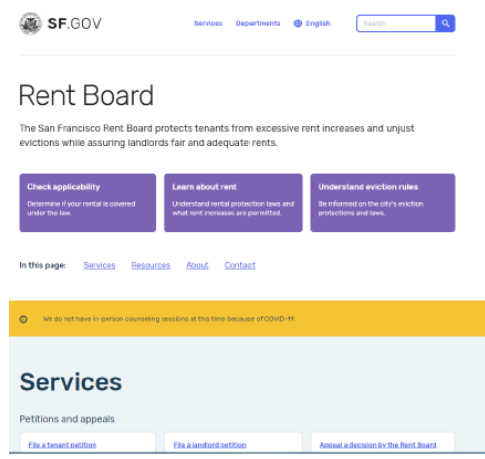 SF.GOV
Services Departments English Search
Rent Board
The San Francisco Rent Board protects tenants from excessive rent increases and unjust
evictions while assuring landlords fair and adequate rents.
Check applicability
Determine if your rental is covered
under the law.
Learn about rent
Understand rental protection laws and
what rent increases are permitted.
Understand eviction rules
Be informed on the city's eviction
protections and laws.
In this page: Services Resources About Contact
We do not have in-person counseling sessions at this time because of COVID-19.
Services
Petitions and appeals
File a tenant petition
File a landlord petition
Appeal a decision by the Rent Board